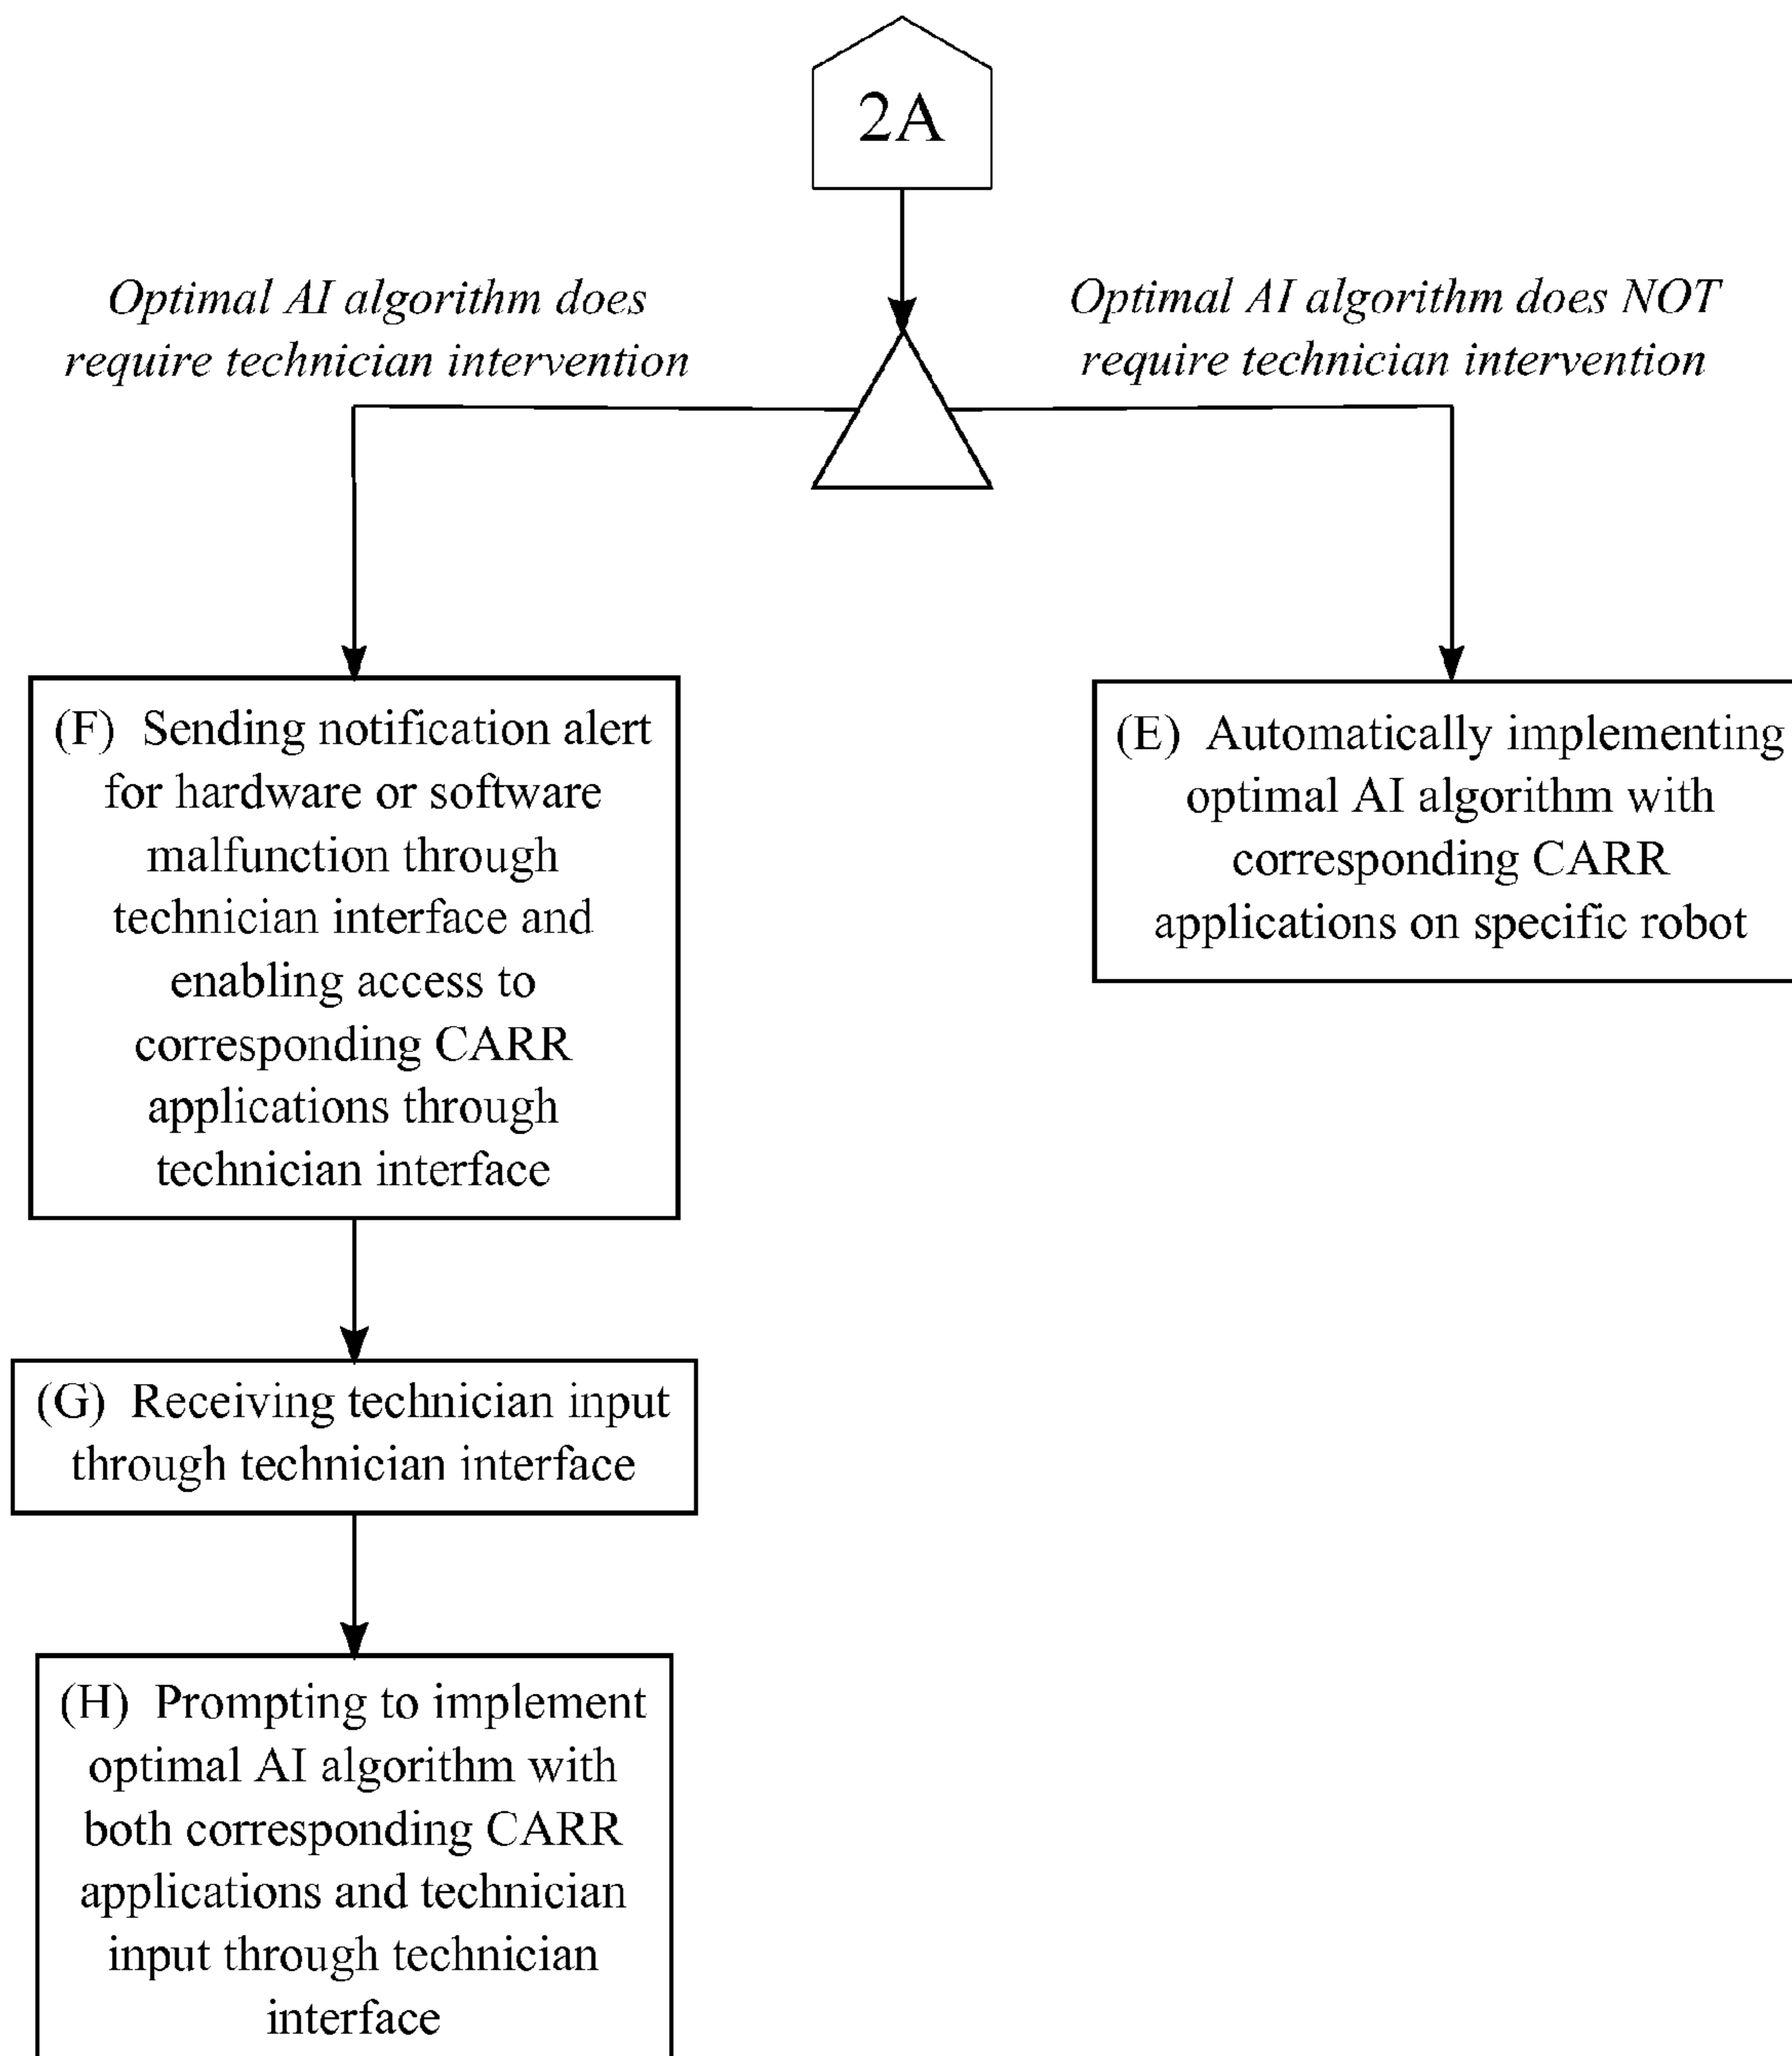 2A
Optimal AI algorithm does
require technician intervention
Optimal AI algorithm does NOT
require technician intervention
(F) Sending notification alert
for hardware or software
malfunction through
technician interface and
enabling access to
corresponding CARR
applications through
technician interface
(E) Automatically implementing
optimal AI algorithm with
corresponding CARR
applications on specific robot
(G) Receiving technician input
through technician interface
(H) Prompting to implement
optimal AI algorithm with
both corresponding CARR
applications and technician
input through technician
interface